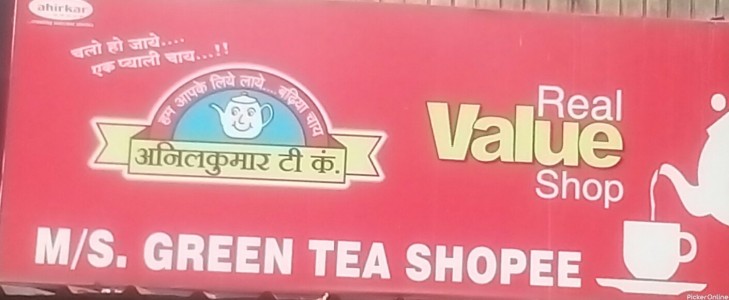 ahirkar
चलो हो जाये....
एक प्याली चाय...!!
हम आपके लिये लाये.... बढ़िया चाय
अनिलकुमार टी कं.
Real
Value
Shop
M/S. GREEN TEA SHOPEE
PickerOnline